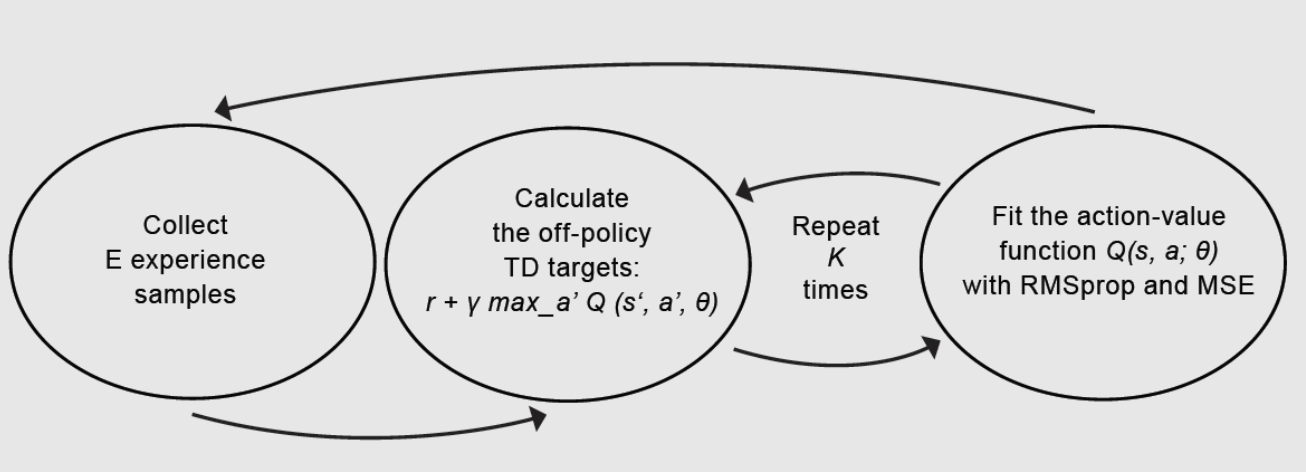 Collect
E experience
samples
Calculate
the off-policy
TD targets:
r + γ max_a’ Q (s‘, a’, θ)
Repeat
K
times
Fit the action-value
function Q(s, a; θ)
with RMSprop and MSE